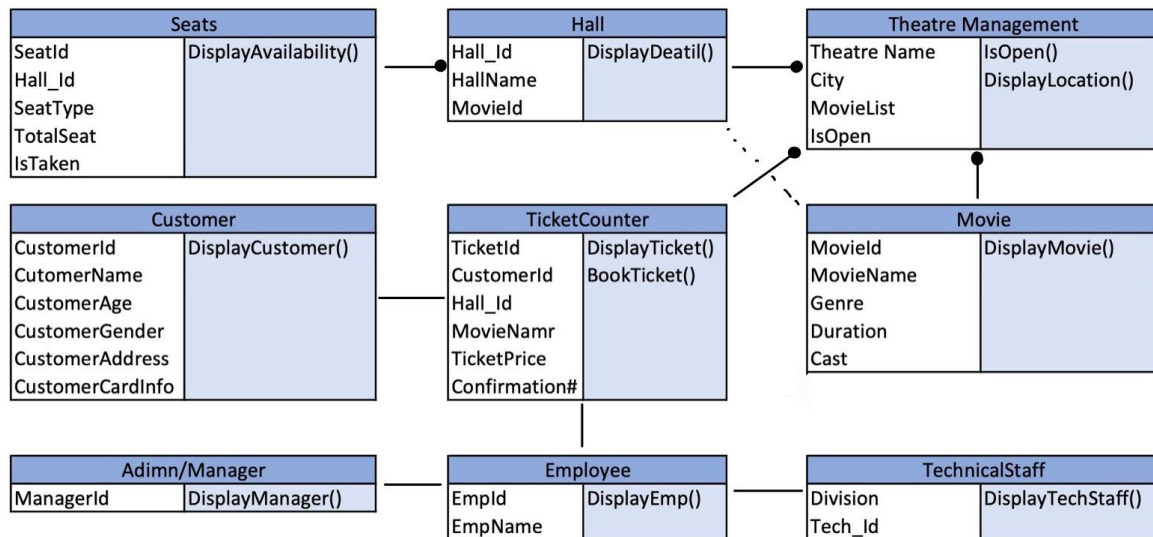 Seats
SeatId
Hall_Id
SeatType
TotalSeat
IsTaken
DisplayAvailability()
Hall
Hall_Id
HallName
MovieId
DisplayDeatil()
Theatre Management
Theatre Name
City
MovieList
IsOpen
IsOpen()
DisplayLocation()
Customer
CustomerId
CutomerName
CustomerAge
CustomerGender
CustomerAddress
CustomerCardInfo
DisplayCustomer()
TicketCounter
TicketId
CustomerId
Hall_Id
MovieNamr
TicketPrice
Confirmation#
DisplayTicket()
BookTicket()
Movie
MovieId
MovieName
Genre
Duration
Cast
DisplayMovie()
Adimn/Manager
ManagerId
DisplayManager()
Employee
EmpId
EmpName
DisplayEmp()
TechnicalStaff
Division
Tech_Id
DisplayTechStaff()